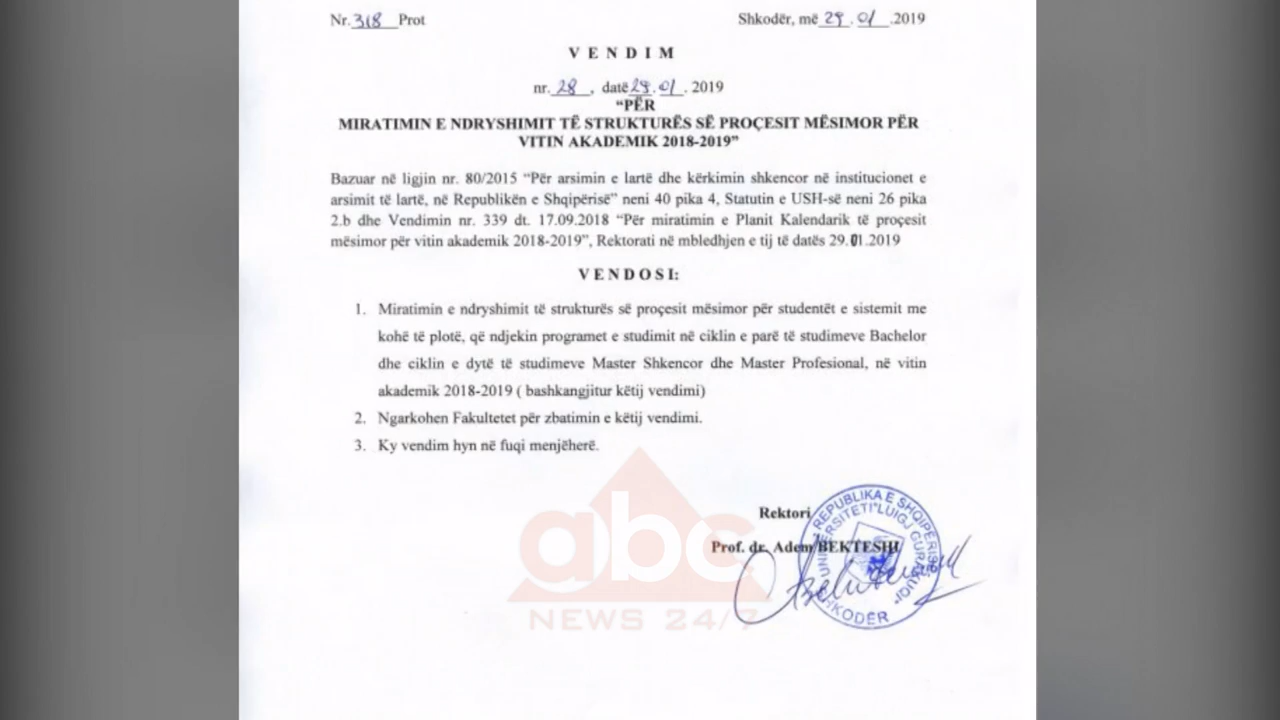 Nr. 318 Prot
Shkodër, më 29.01.2019
VENDIM
nr. 28, datë 29.01.2019
“PËR
MIRATIMIN E NDRYSHIMIT TË STRUKTURËS SË PROÇESIT MËSIMOR PËR
VITIN AKADEMIK 2018-2019”
Bazuar në ligjin nr. 80/2015 “Për arsimin e lartë dhe kërkimin shkencor në institucionet e
arsimit të lartë, në Republikën e Shqipërisë” neni 40 pika 4, Statutin e USH-së neni 26 pika
2.b dhe Vendimin nr. 339 dt. 17.09.2018 “Për miratimin e Planit Kalendarik të proçesit
mësimor për vitin akademik 2018-2019”, Rektorati në mbledhjen e tij të datës 29.01.2019
VENDOSI:
1. Miratimin e ndryshimit të strukturës së proçesit mësimor për studentët e sistemit me
kohë të plotë, që ndjekin programet e studimit në ciklin e parë të studimeve Bachelor
dhe ciklin e dytë të studimeve Master Shkencor dhe Master Profesional, në vitin
akademik 2018-2019 ( bashkangjitur këtij vendimi)
2. Ngarkohen Fakultetet për zbatimin e këtij vendimi.
3. Ky vendim hyn në fuqi menjëherë.
Rektori
Prof. dr. Adem BEKTESHI
REPUBLIKA E SHQIPËRISË
UNIVERSITETI "LUIGJ GURAKUQI"
SHKODËR
abc
NEWS 24/7